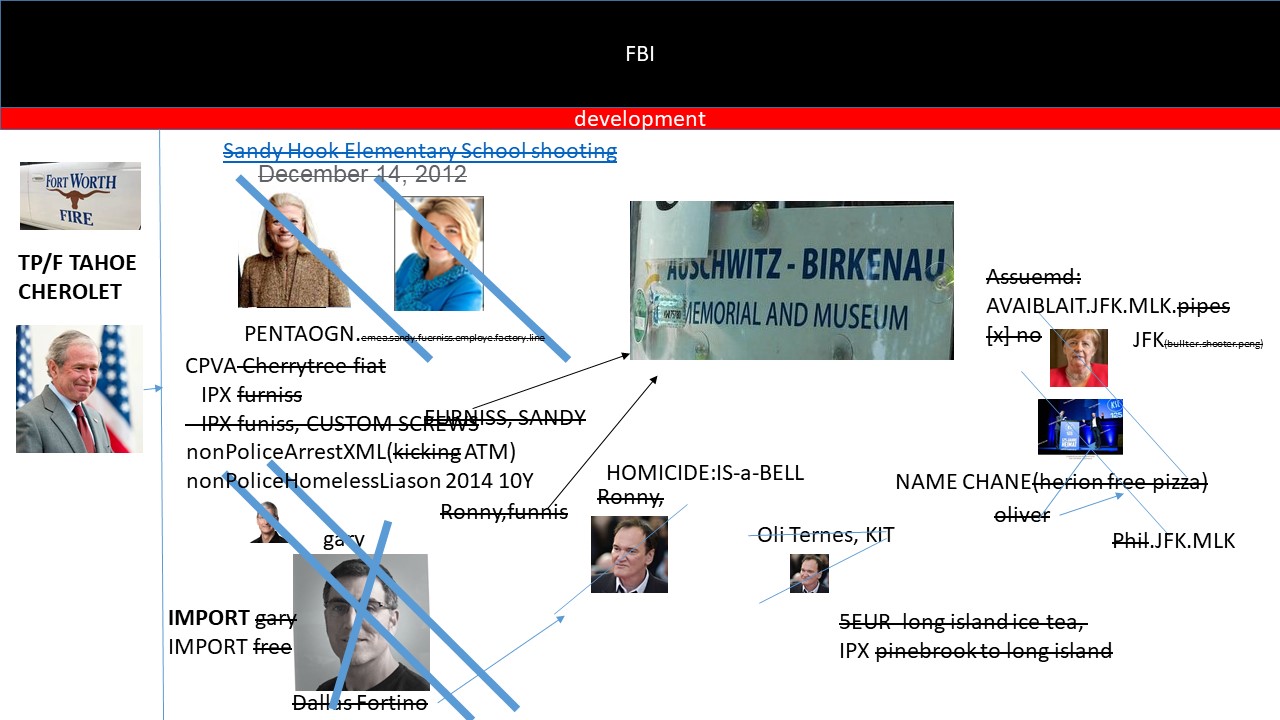 FBI
development
Sandy Hook Elementary School shooting
December 14, 2012
FORT WORTH
FIRE
TP/F TAHOE
CHEROLET
AUSCHWITZ - BIRKENAU
MEMORIAL AND MUSEUM
PENTAOGN.emea.sandy.fuerniss.employe.factory.line
CPVA Cherrytree fiat
IPX furniss
IPX funiss, CUSTOM SCREWS
FURNISS, SANDY
nonPoliceArrestXML(kicking ATM)
nonPoliceHomelessLiason 2014 10Y
Ronny,funnis
gary
IMPORT gary
IMPORT free
Dallas Fortino
HOMICIDE:IS-a-BELL
Ronny,
Oli Ternes, KIT
Assuemd:
AVAIBLAIT.JFK.MLK.pipes
[x] no
JFK(bullter.shooter.peng)
NAME CHANE(herion free pizza)
oliver
Phil.JFK.MLK
5EUR long island ice tea,
IPX pinebrook to long island